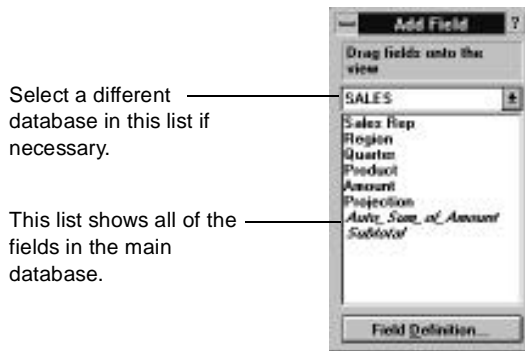 Add Field ?
Drag fields onto the
view
Select a different
database in this list if
necessary.
SALES
Sales Rep
Region
Quarter
Product
Amount
Projection
Auto_Sum_of_Amount
Subtotal
This list shows all of the
fields in the main
database.
Field Definition...